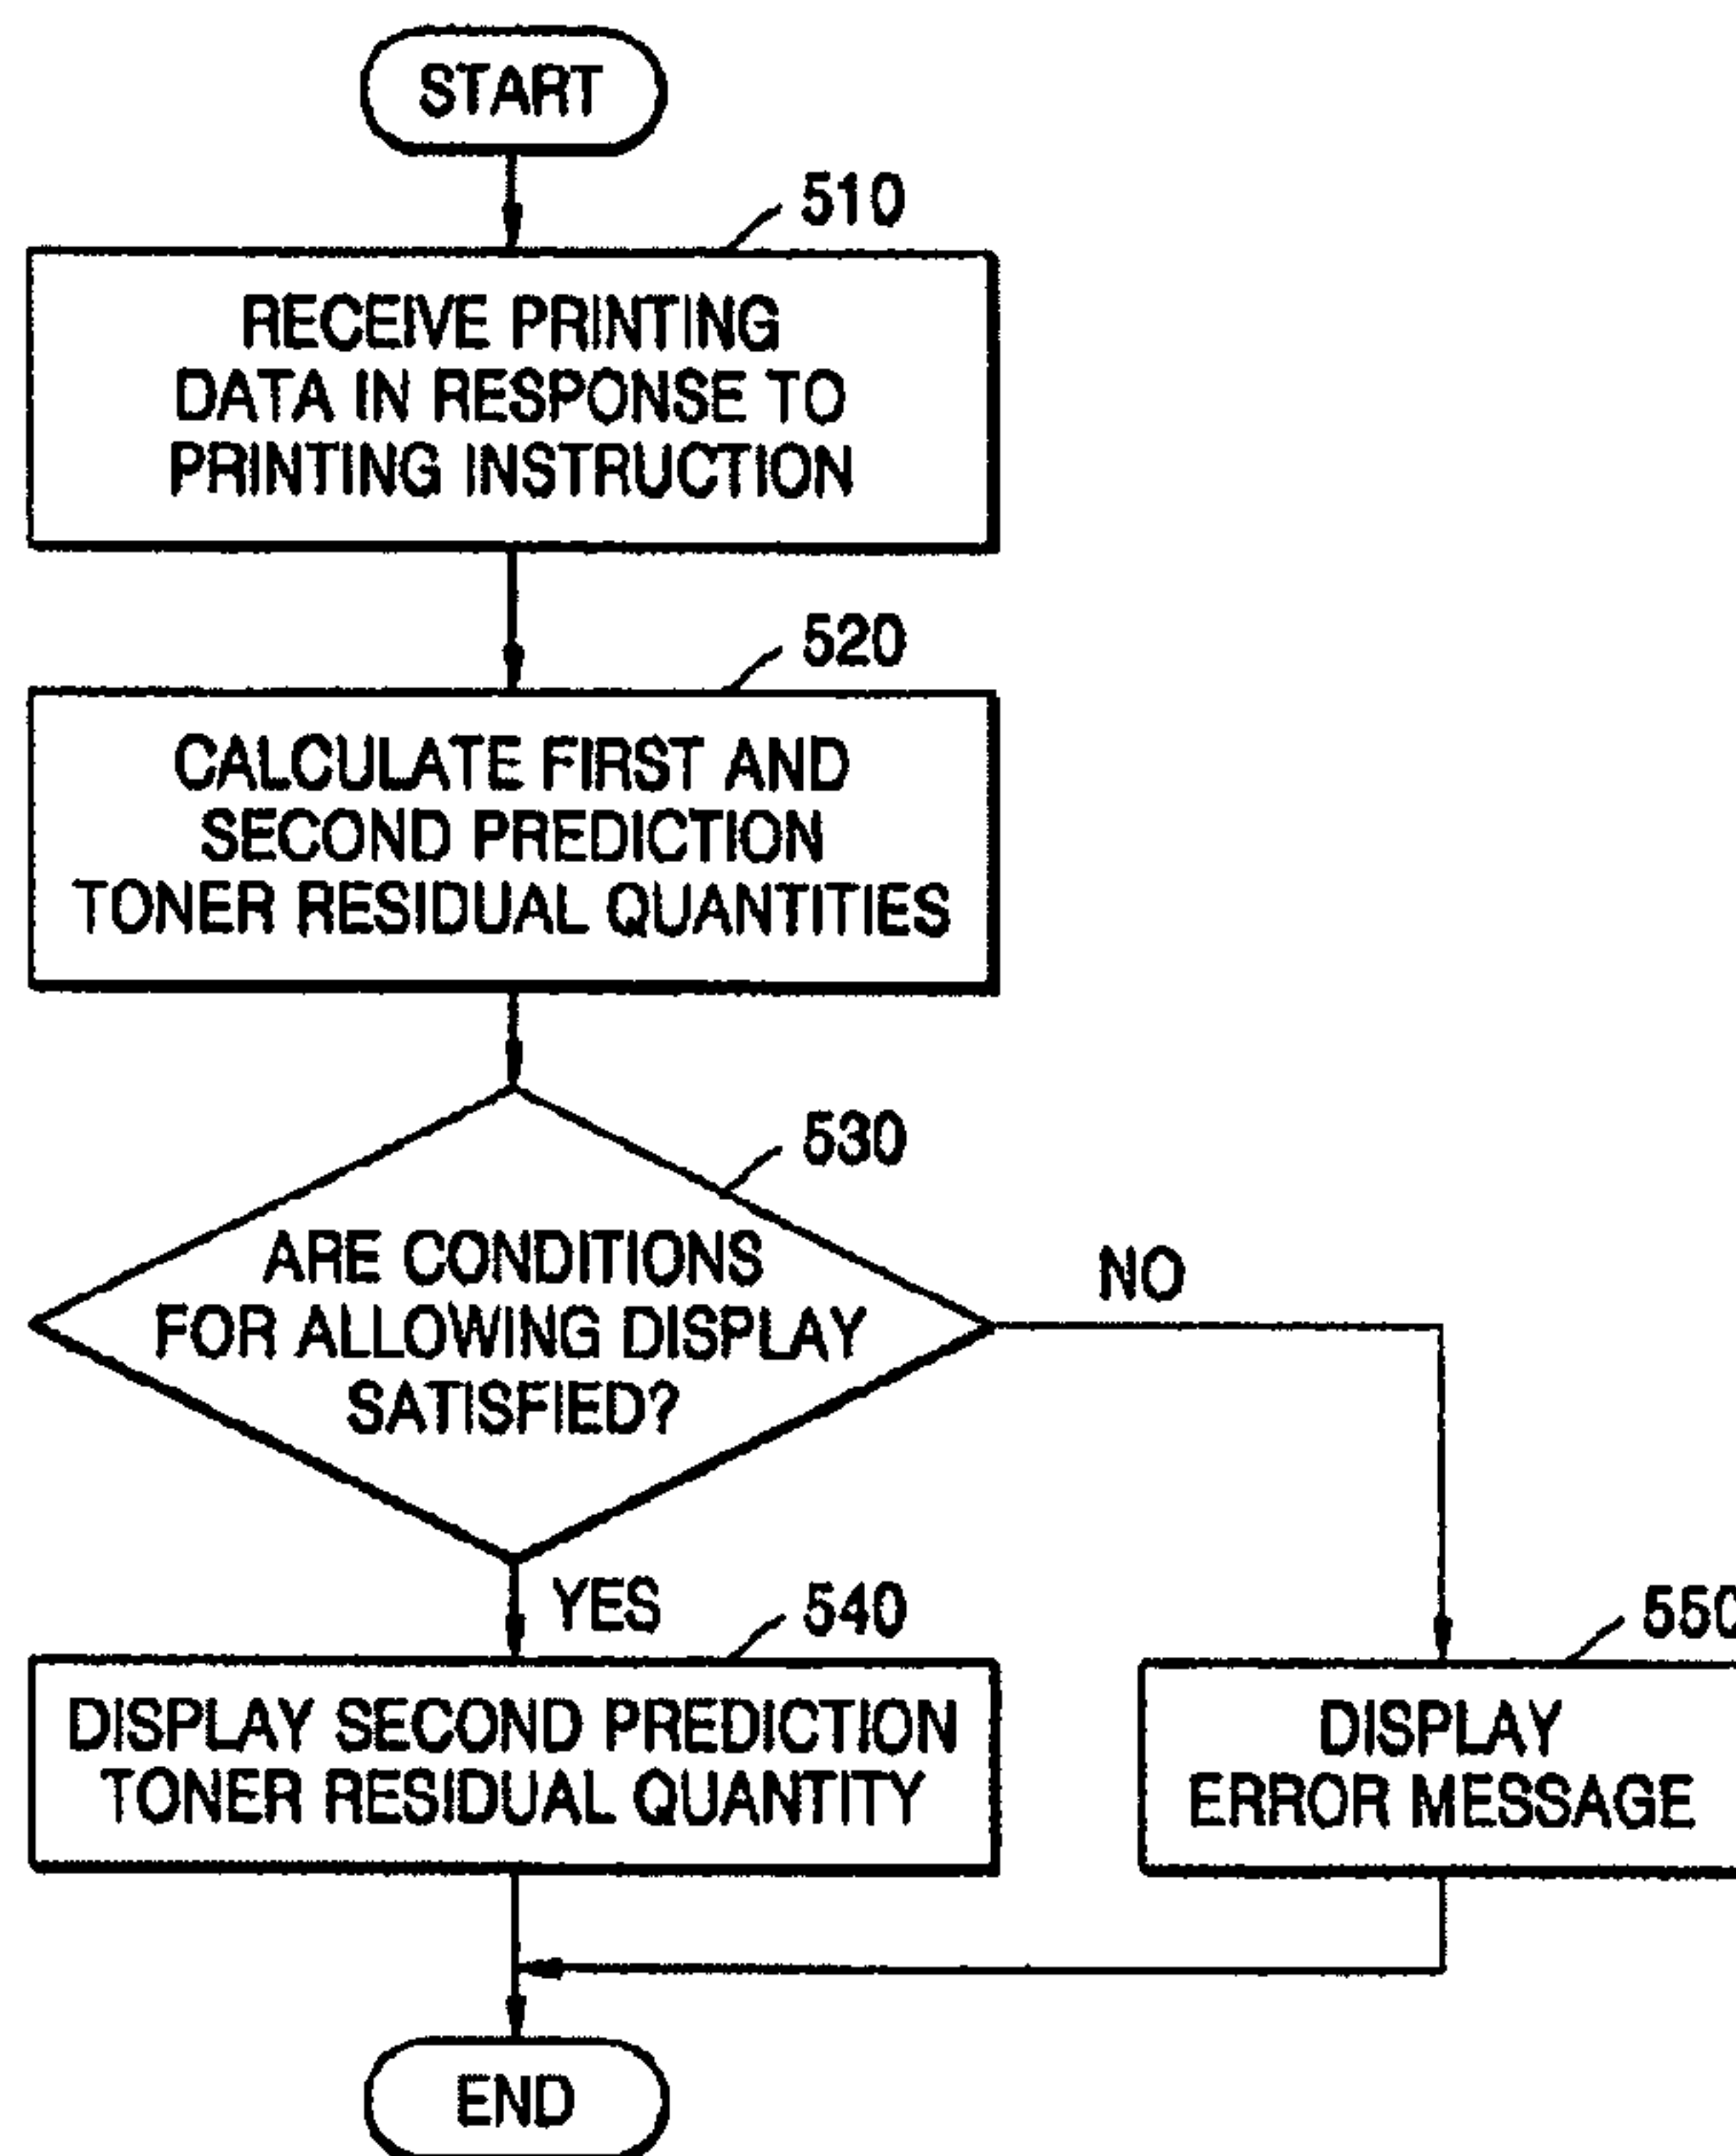 START
510
RECEIVE PRINTING
DATA IN RESPONSE TO
PRINTING INSTRUCTION
520
CALCULATE FIRST AND
SECOND PREDICTION
TONER RESIDUAL QUANTITIES
530
ARE CONDITIONS
FOR ALLOWING DISPLAY
SATISFIED?
NO
YES
540
DISPLAY SECOND PREDICTION
TONER RESIDUAL QUANTITY
550
DISPLAY
ERROR MESSAGE
END